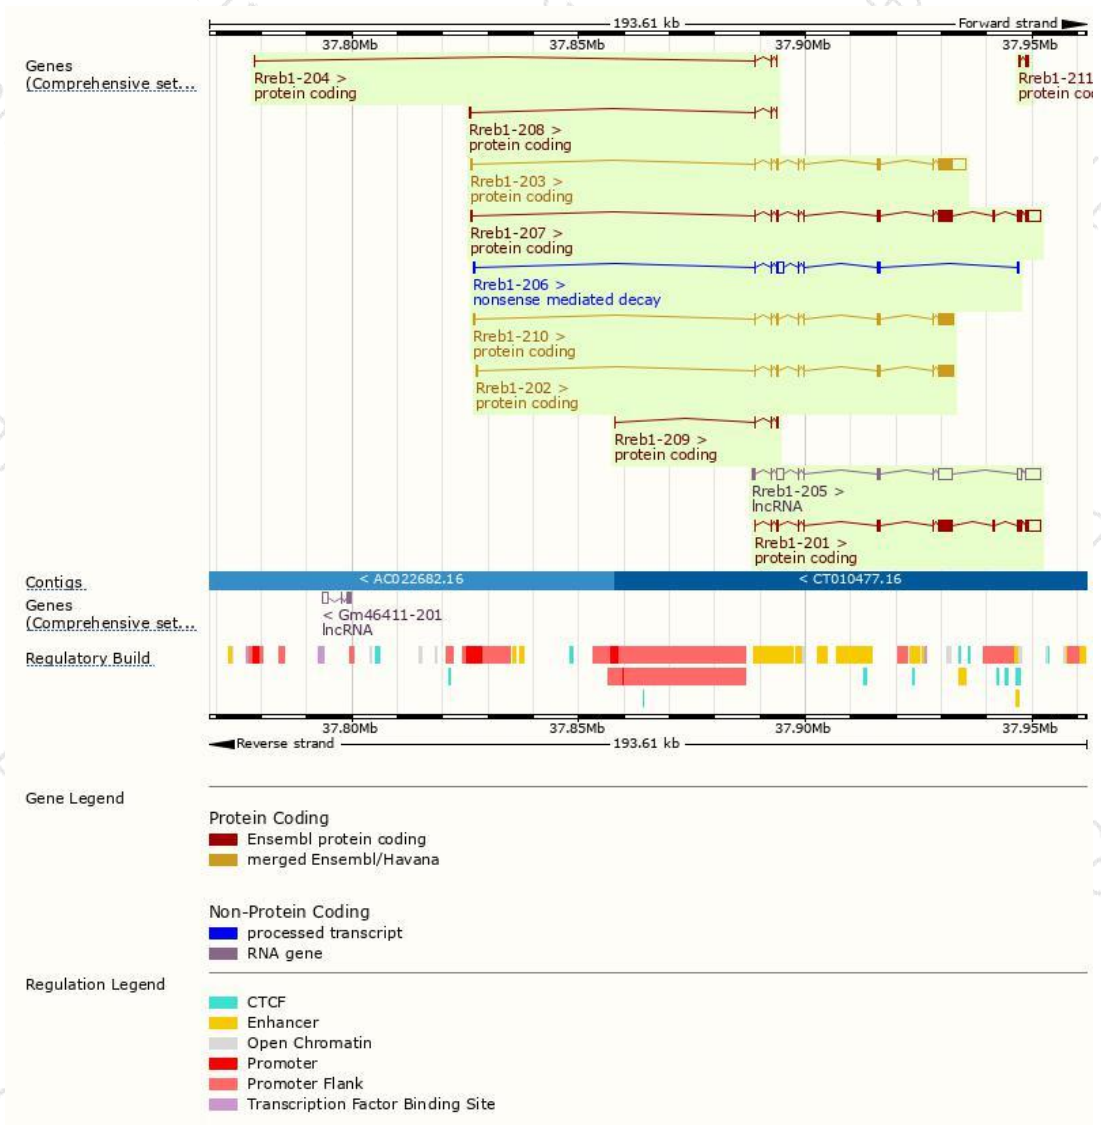 193.61 kb Forward strand
37.80Mb 37.85Mb 37.90Mb 37.95Mb
Genes
(Comprehensive set...
Rreb1-204 >
protein coding
Rreb1-211
protein co
Rreb1-208 >
protein coding
Rreb1-203 >
protein coding
Rreb1-207 >
protein coding
Rreb1-206 >
nonsense mediated decay
Rreb1-210 >
protein coding
Rreb1-202 >
protein coding
Rreb1-209 >
protein coding
Rreb1-205 >
lncRNA
Rreb1-201 >
protein coding
Contigs
< AC022682.16 < CT010477.16
Genes
(Comprehensive set...
< Gm46411-201
lncRNA
Regulatory Build
37.80Mb 37.85Mb 37.90Mb 37.95Mb
Reverse strand 193.61 kb
Gene Legend
Protein Coding
Ensembl protein coding
merged Ensembl/Havana
Non-Protein Coding
processed transcript
RNA gene
Regulation Legend
CTCF
Enhancer
Open Chromatin
Promoter
Promoter Flank
Transcription Factor Binding Site